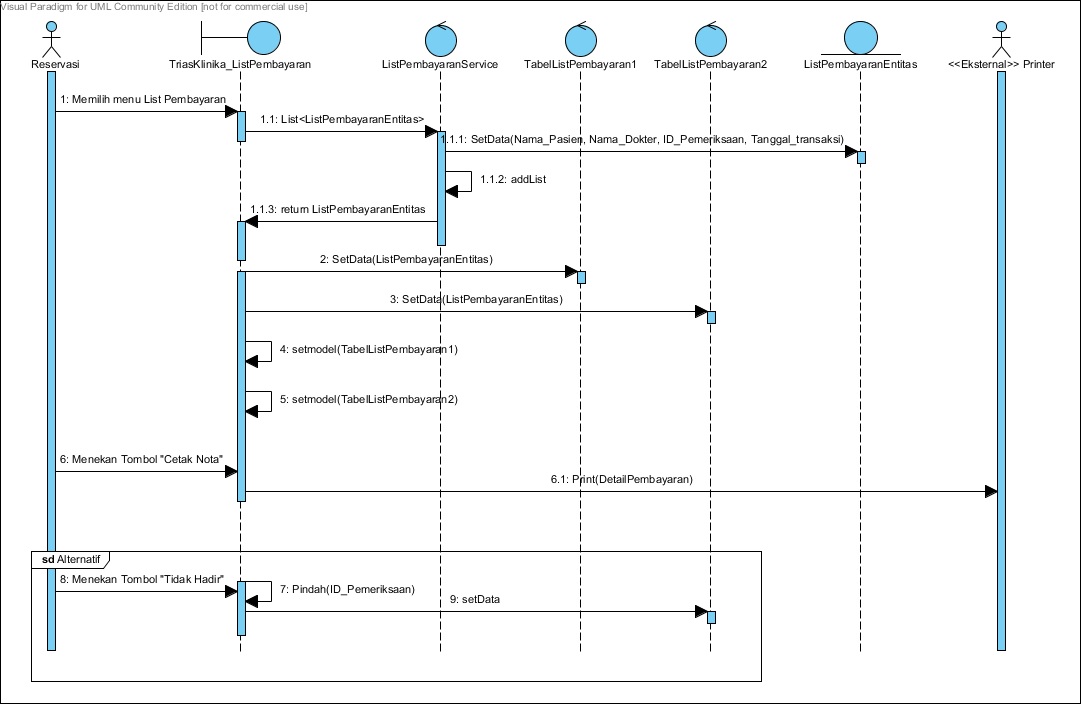 Visual Paradigm for UML Community Edition [not for commercial use]
Reservasi
TriasKlinika_ListPembayaran
ListPembayaranService
TabelListPembayaran1
TabelListPembayaran2
ListPembayaranEntitas
<<Eksternal>> Printer
1: Memilih menu List Pembayaran
1.1: List<ListPembayaranEntitas>
1.1.1: SetData(Nama_Pasien, Nama_Dokter, ID_Pemeriksaan, Tanggal_transaksi)
1.1.2: addList
1.1.3: return ListPembayaranEntitas
2: SetData(ListPembayaranEntitas)
3: SetData(ListPembayaranEntitas)
4: setmodel(TabelListPembayaran1)
5: setmodel(TabelListPembayaran2)
6: Menekan Tombol "Cetak Nota"
6.1: Print(DetailPembayaran)
sd Alternatif
8: Menekan Tombol "Tidak Hadir"
7: Pindah(ID_Pemeriksaan)
9: setData